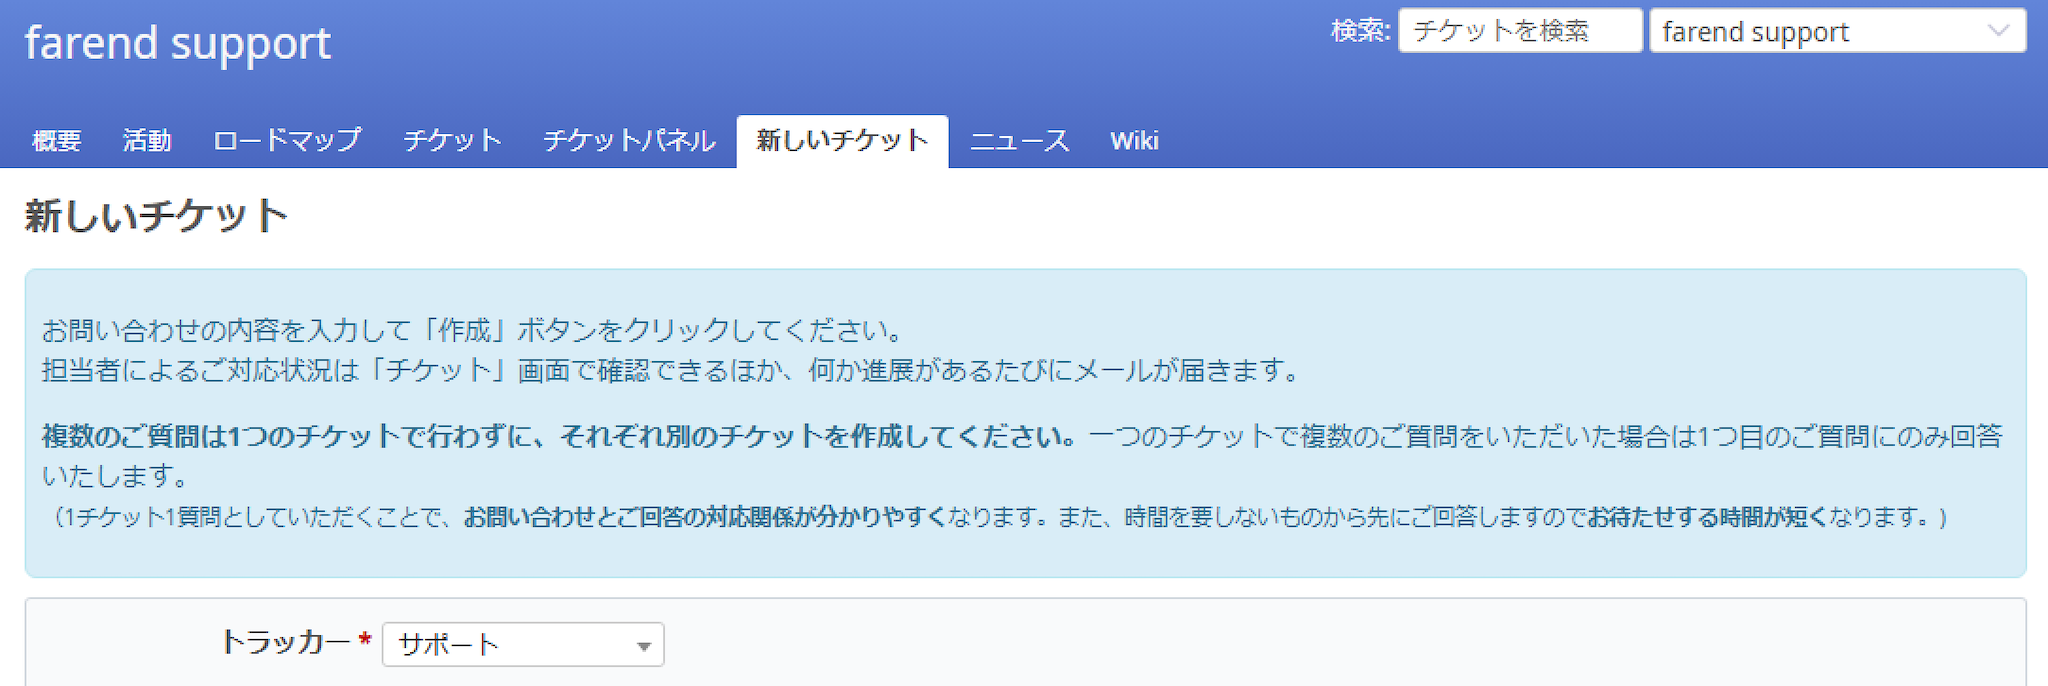 farend support
検索: チケットを検索 farend support
概要 活動 ロードマップ チケット チケットパネル 新しいチケット ニュース Wiki
新しいチケット
お問い合わせの内容を入力して「作成」ボタンをクリックしてください。
担当者によるご対応状況は「チケット」画面で確認できるほか、何か進展があるたびにメールが届きます。
複数のご質問は1つのチケットで行わずに、それぞれ別のチケットを作成してください。一つのチケットで複数のご質問をいただいた場合は1つ目のご質問にのみ回答
いたします。
（1チケット1質問としていただくことで、お問い合わせとご回答の対応関係が分かりやすくなります。また、時間を要しないものから先にご回答しますのでお待たせする時間が短くなります。)
トラッカー * サポート